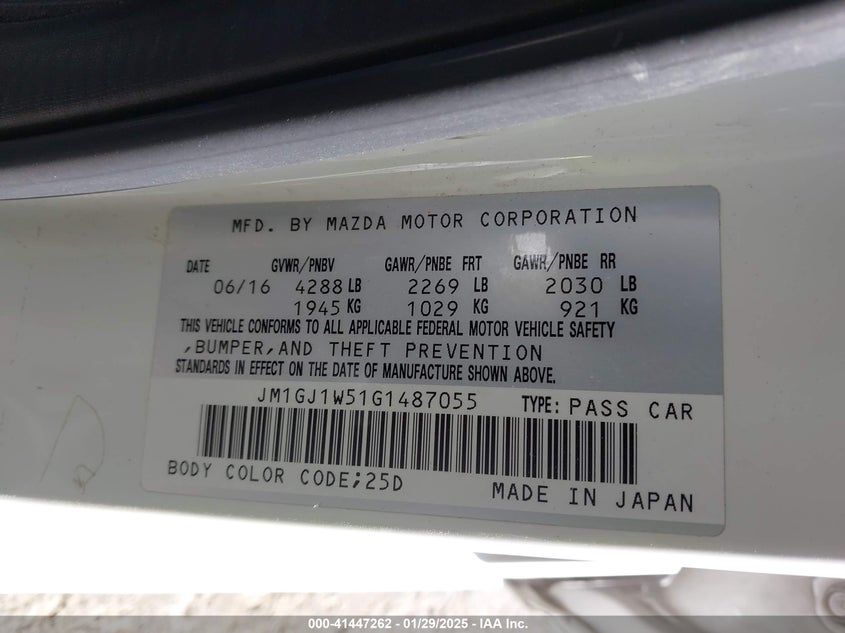 MFD. BY MAZDA MOTOR CORPORATION
DATE GVWR/PNBV GAWR/PNBE FRT GAWR/PNBE RR
06/16 4288 LB 2269 LB 2030 LB
1945 KG 1029 KG 921 KG
THIS VEHICLE CONFORMS TO ALL APPLICABLE FEDERAL MOTOR VEHICLE SAFETY
,BUMPER,AND THEFT PREVENTION
STANDARDS IN EFFECT ON THE DATE OF MANUFACTURE SHOWN ABOVE.
JM1GJ1W51G1487055 TYPE: PASS CAR
BODY COLOR CODE;25D
MADE IN JAPAN
000-41447262 - 01/29/2025 - IAA Inc.